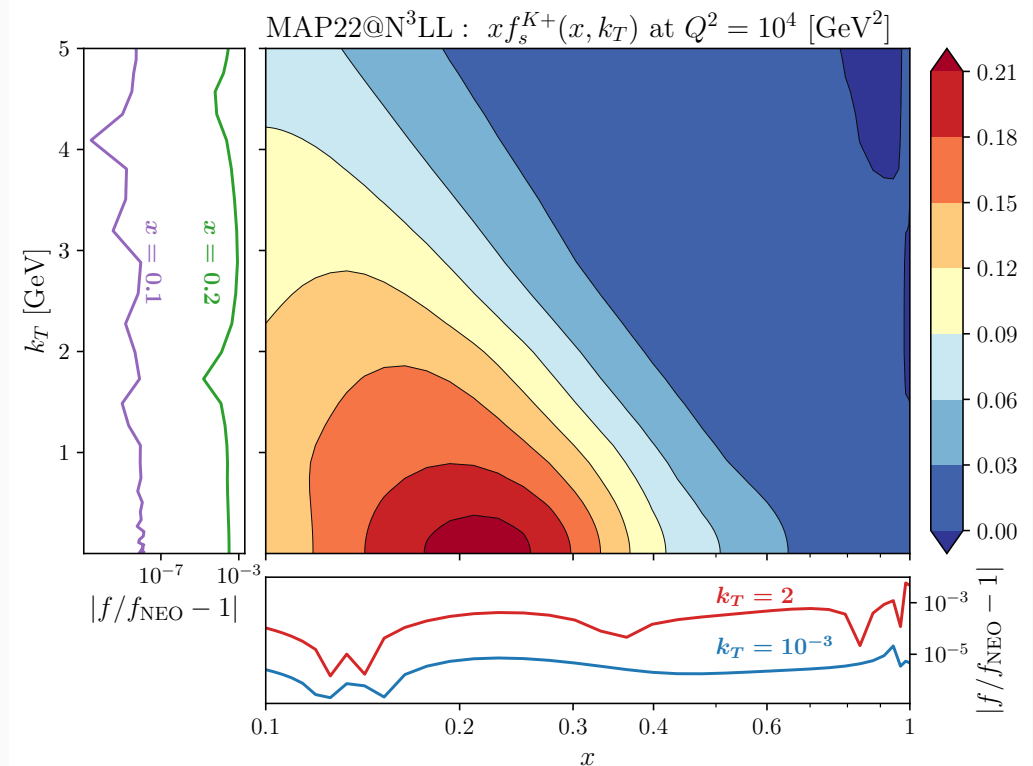 MAP22@N³LL : xf_s^{K+}(x, k_T) at Q² = 10⁴ [GeV²]
5
4
3
2
1
k_T [GeV]
x = 0.1
x = 0.2
10⁻⁷
10⁻³
|f/f_NEO − 1|
0.21
0.18
0.15
0.12
0.09
0.06
0.03
0.00
k_T = 2
k_T = 10⁻³
10⁻³
10⁻⁵
|f/f_NEO − 1|
0.1
0.2
0.3
0.4
0.6
1
x